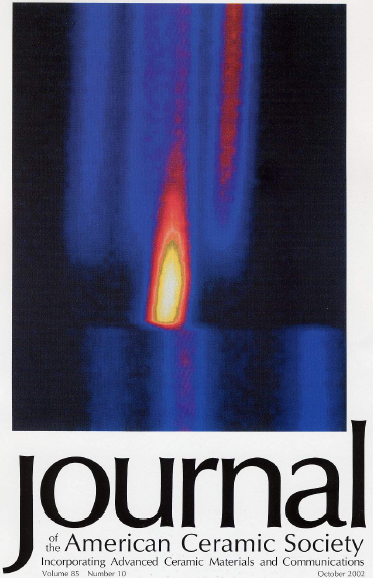 journal
of
the American Ceramic Society
Incorporating Advanced Ceramic Materials and Communications
Volume 85 Number 10 October 2002